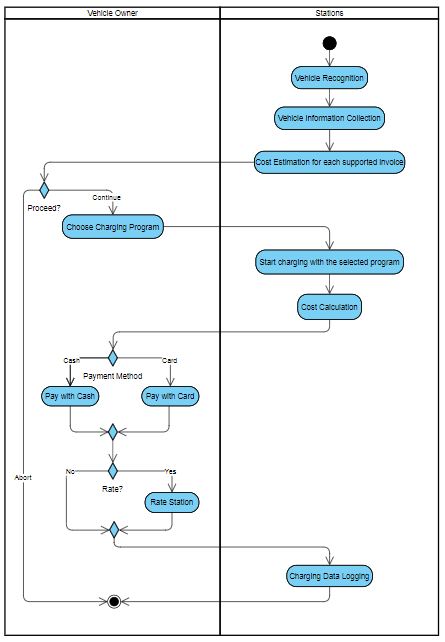 Vehicle Owner
Stations
Vehicle Recognition
Vehicle Information Collection
Cost Estimation for each supported invoice
Proceed?
Continue
Choose Charging Program
Start charging with the selected program
Cost Calculation
Cash
Card
Payment Method
Pay with Cash
Pay with Card
No
Yes
Abort
Rate?
Rate Station
Charging Data Logging